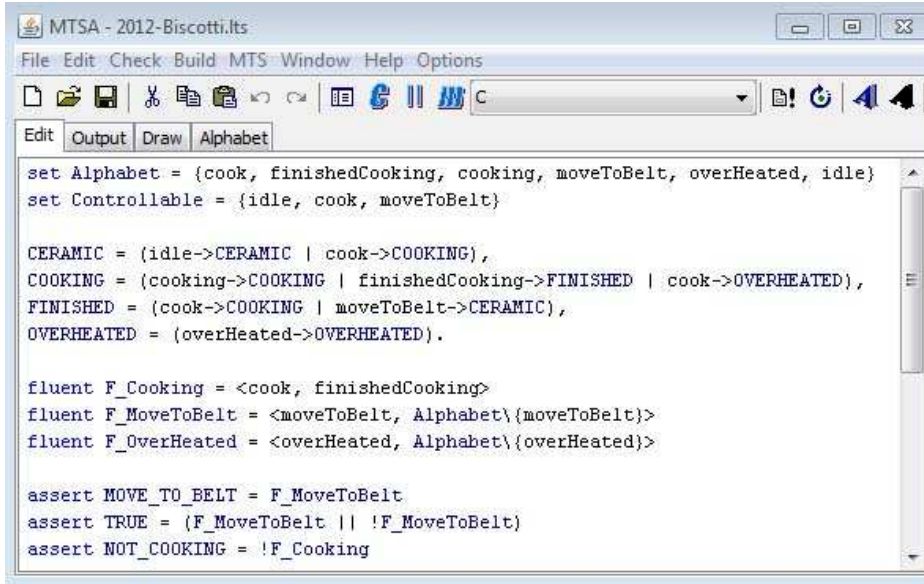 MTSA - 2012-Biscotti.lts
File Edit Check Build MTS Window Help Options
C
Edit Output Draw Alphabet
set Alphabet = {cook, finishedCooking, cooking, moveToBelt, overHeated, idle}
set Controllable = {idle, cook, moveToBelt}
CERAMIC = (idle->CERAMIC | cook->COOKING),
COOKING = (cooking->COOKING | finishedCooking->FINISHED | cook->OVERHEATED),
FINISHED = (cook->COOKING | moveToBelt->CERAMIC),
OVERHEATED = (overHeated->OVERHEATED).
fluent F_Cooking = <cook, finishedCooking>
fluent F_MoveToBelt = <moveToBelt, Alphabet\{moveToBelt}>
fluent F_OverHeated = <overHeated, Alphabet\{overHeated}>
assert MOVE_TO_BELT = F_MoveToBelt
assert TRUE = (F_MoveToBelt || !F_MoveToBelt)
assert NOT_COOKING = !F_Cooking